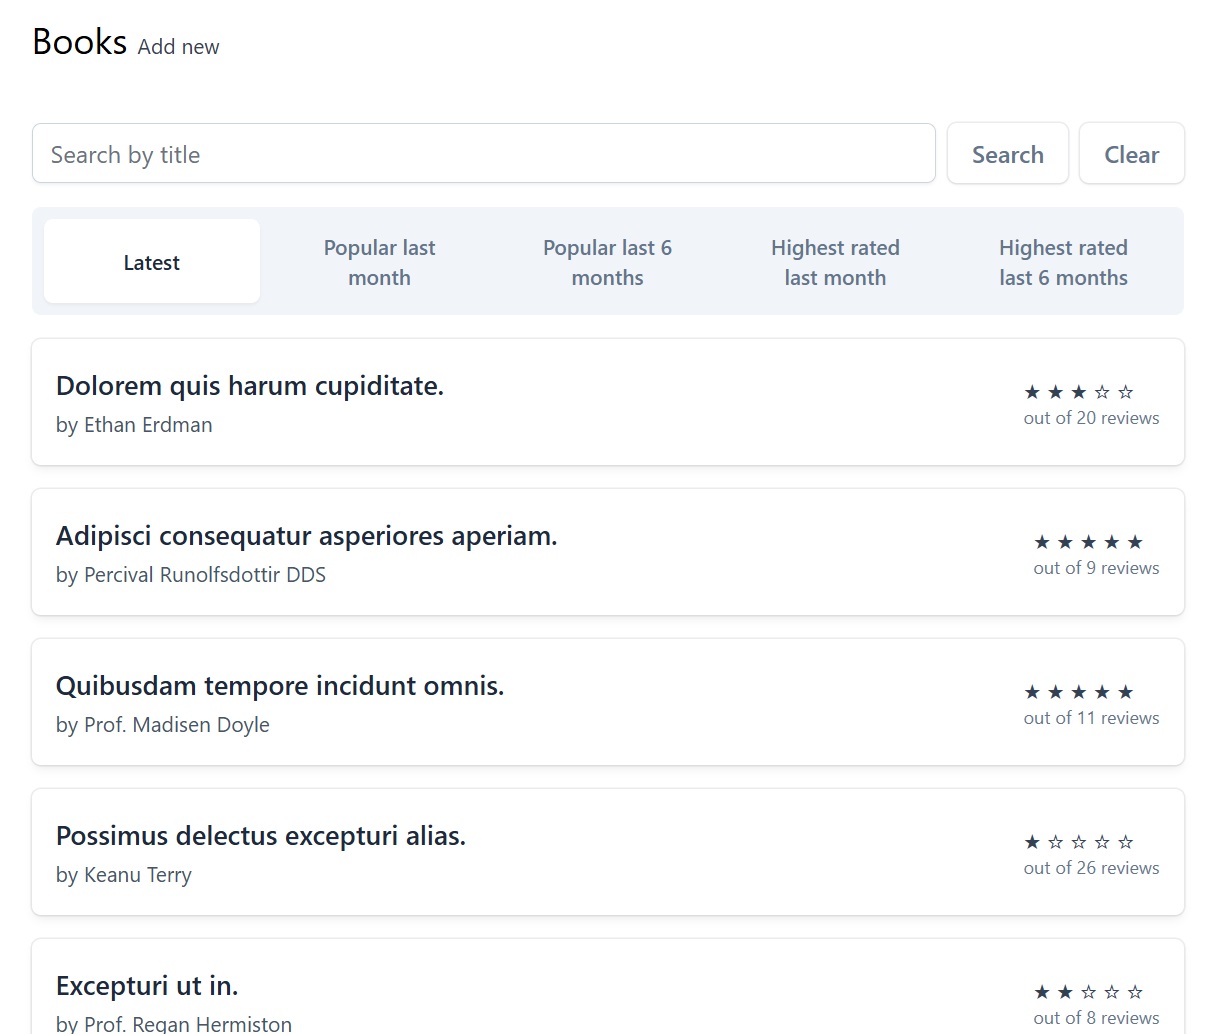 Books Add new
Search by title Search Clear
Latest
Popular last
month
Popular last 6
months
Highest rated
last month
Highest rated
last 6 months
Dolorem quis harum cupiditate.
by Ethan Erdman
★ ★ ★ ☆ ☆
out of 20 reviews
Adipisci consequatur asperiores aperiam.
by Percival Runolfsdottir DDS
★ ★ ★ ★ ★
out of 9 reviews
Quibusdam tempore incidunt omnis.
by Prof. Madisen Doyle
★ ★ ★ ★ ★
out of 11 reviews
Possimus delectus excepturi alias.
by Keanu Terry
★ ☆ ☆ ☆ ☆
out of 26 reviews
Excepturi ut in.
by Prof. Regan Hermiston
★ ★ ☆ ☆ ☆
out of 8 reviews